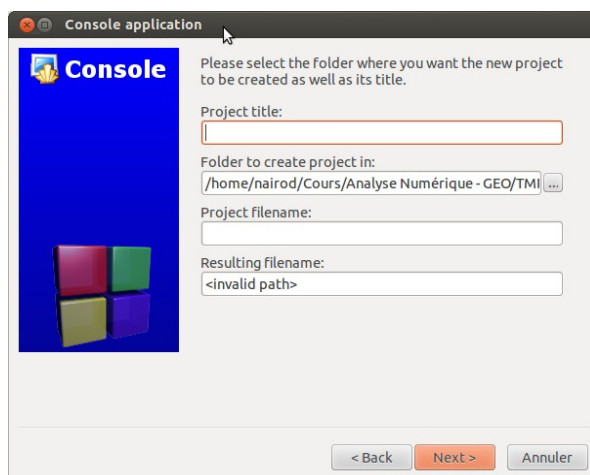 Console application
Console
Please select the folder where you want the new project
to be created as well as its title.
Project title:
Folder to create project in:
/home/nairod/Cours/Analyse Numérique - GEO/TMI
...
Project filename:
Resulting filename:
<invalid path>
< Back
Next >
Annuler